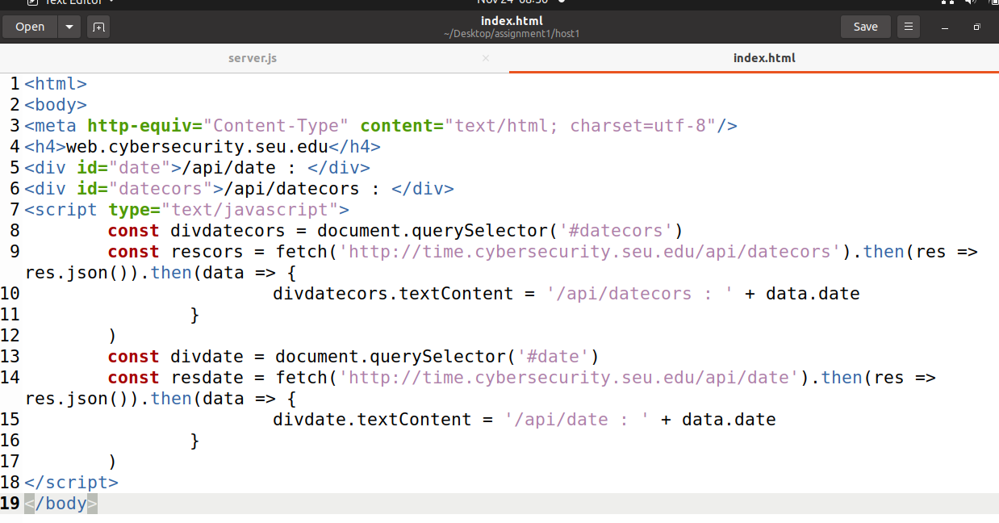 Text Editor
Nov 24 08:50
Open
index.html
~/Desktop/assignment1/host1
Save
server.js
index.html
1 <html>
2 <body>
3 <meta http-equiv="Content-Type" content="text/html; charset=utf-8"/>
4 <h4>web.cybersecurity.seu.edu</h4>
5 <div id="date">/api/date : </div>
6 <div id="datecors">/api/datecors : </div>
7 <script type="text/javascript">
8 const divdatecors = document.querySelector('#datecors')
9 const rescors = fetch('http://time.cybersecurity.seu.edu/api/datecors').then(res =>
res.json()).then(data => {
10 divdatecors.textContent = '/api/datecors : ' + data.date
11 }
12 )
13 const divdate = document.querySelector('#date')
14 const resdate = fetch('http://time.cybersecurity.seu.edu/api/date').then(res =>
res.json()).then(data => {
15 divdate.textContent = '/api/date : ' + data.date
16 }
17 )
18 </script>
19 </body>